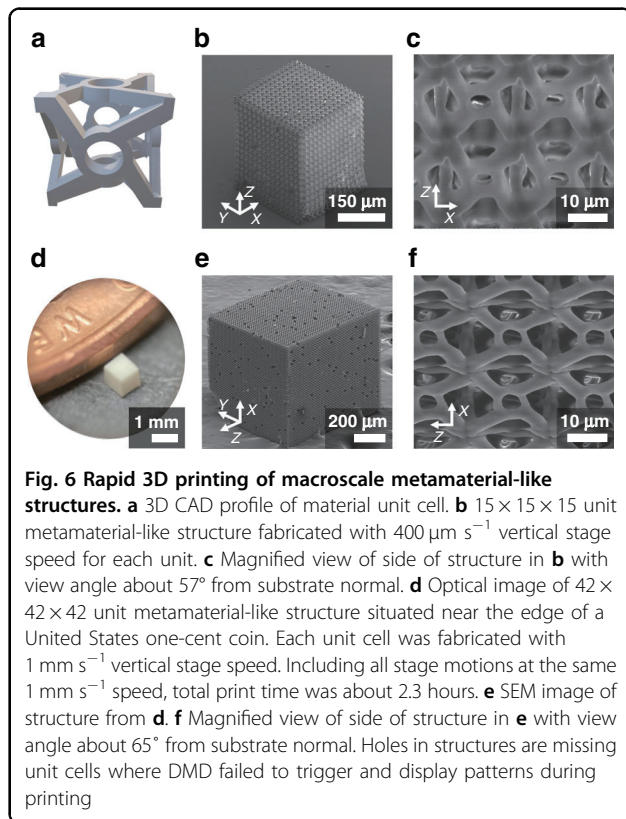 a
b
c
Z
Y
X
150 µm
Z
X
10 µm
d
e
f
W
1 mm
X
Y
Z
200 µm
X
Z
10 µm
Fig. 6 Rapid 3D printing of macroscale metamaterial-like
structures. a 3D CAD profile of material unit cell. b 15 × 15 × 15 unit
metamaterial-like structure fabricated with 400 µm s⁻¹ vertical stage
speed for each unit. c Magnified view of side of structure in b with
view angle about 57° from substrate normal. d Optical image of 42 ×
42 × 42 unit metamaterial-like structure situated near the edge of a
United States one-cent coin. Each unit cell was fabricated with
1 mm s⁻¹ vertical stage speed. Including all stage motions at the same
1 mm s⁻¹ speed, total print time was about 2.3 hours. e SEM image of
structure from d. f Magnified view of side of structure in e with view
angle about 65° from substrate normal. Holes in structures are missing
unit cells where DMD failed to trigger and display patterns during
printing